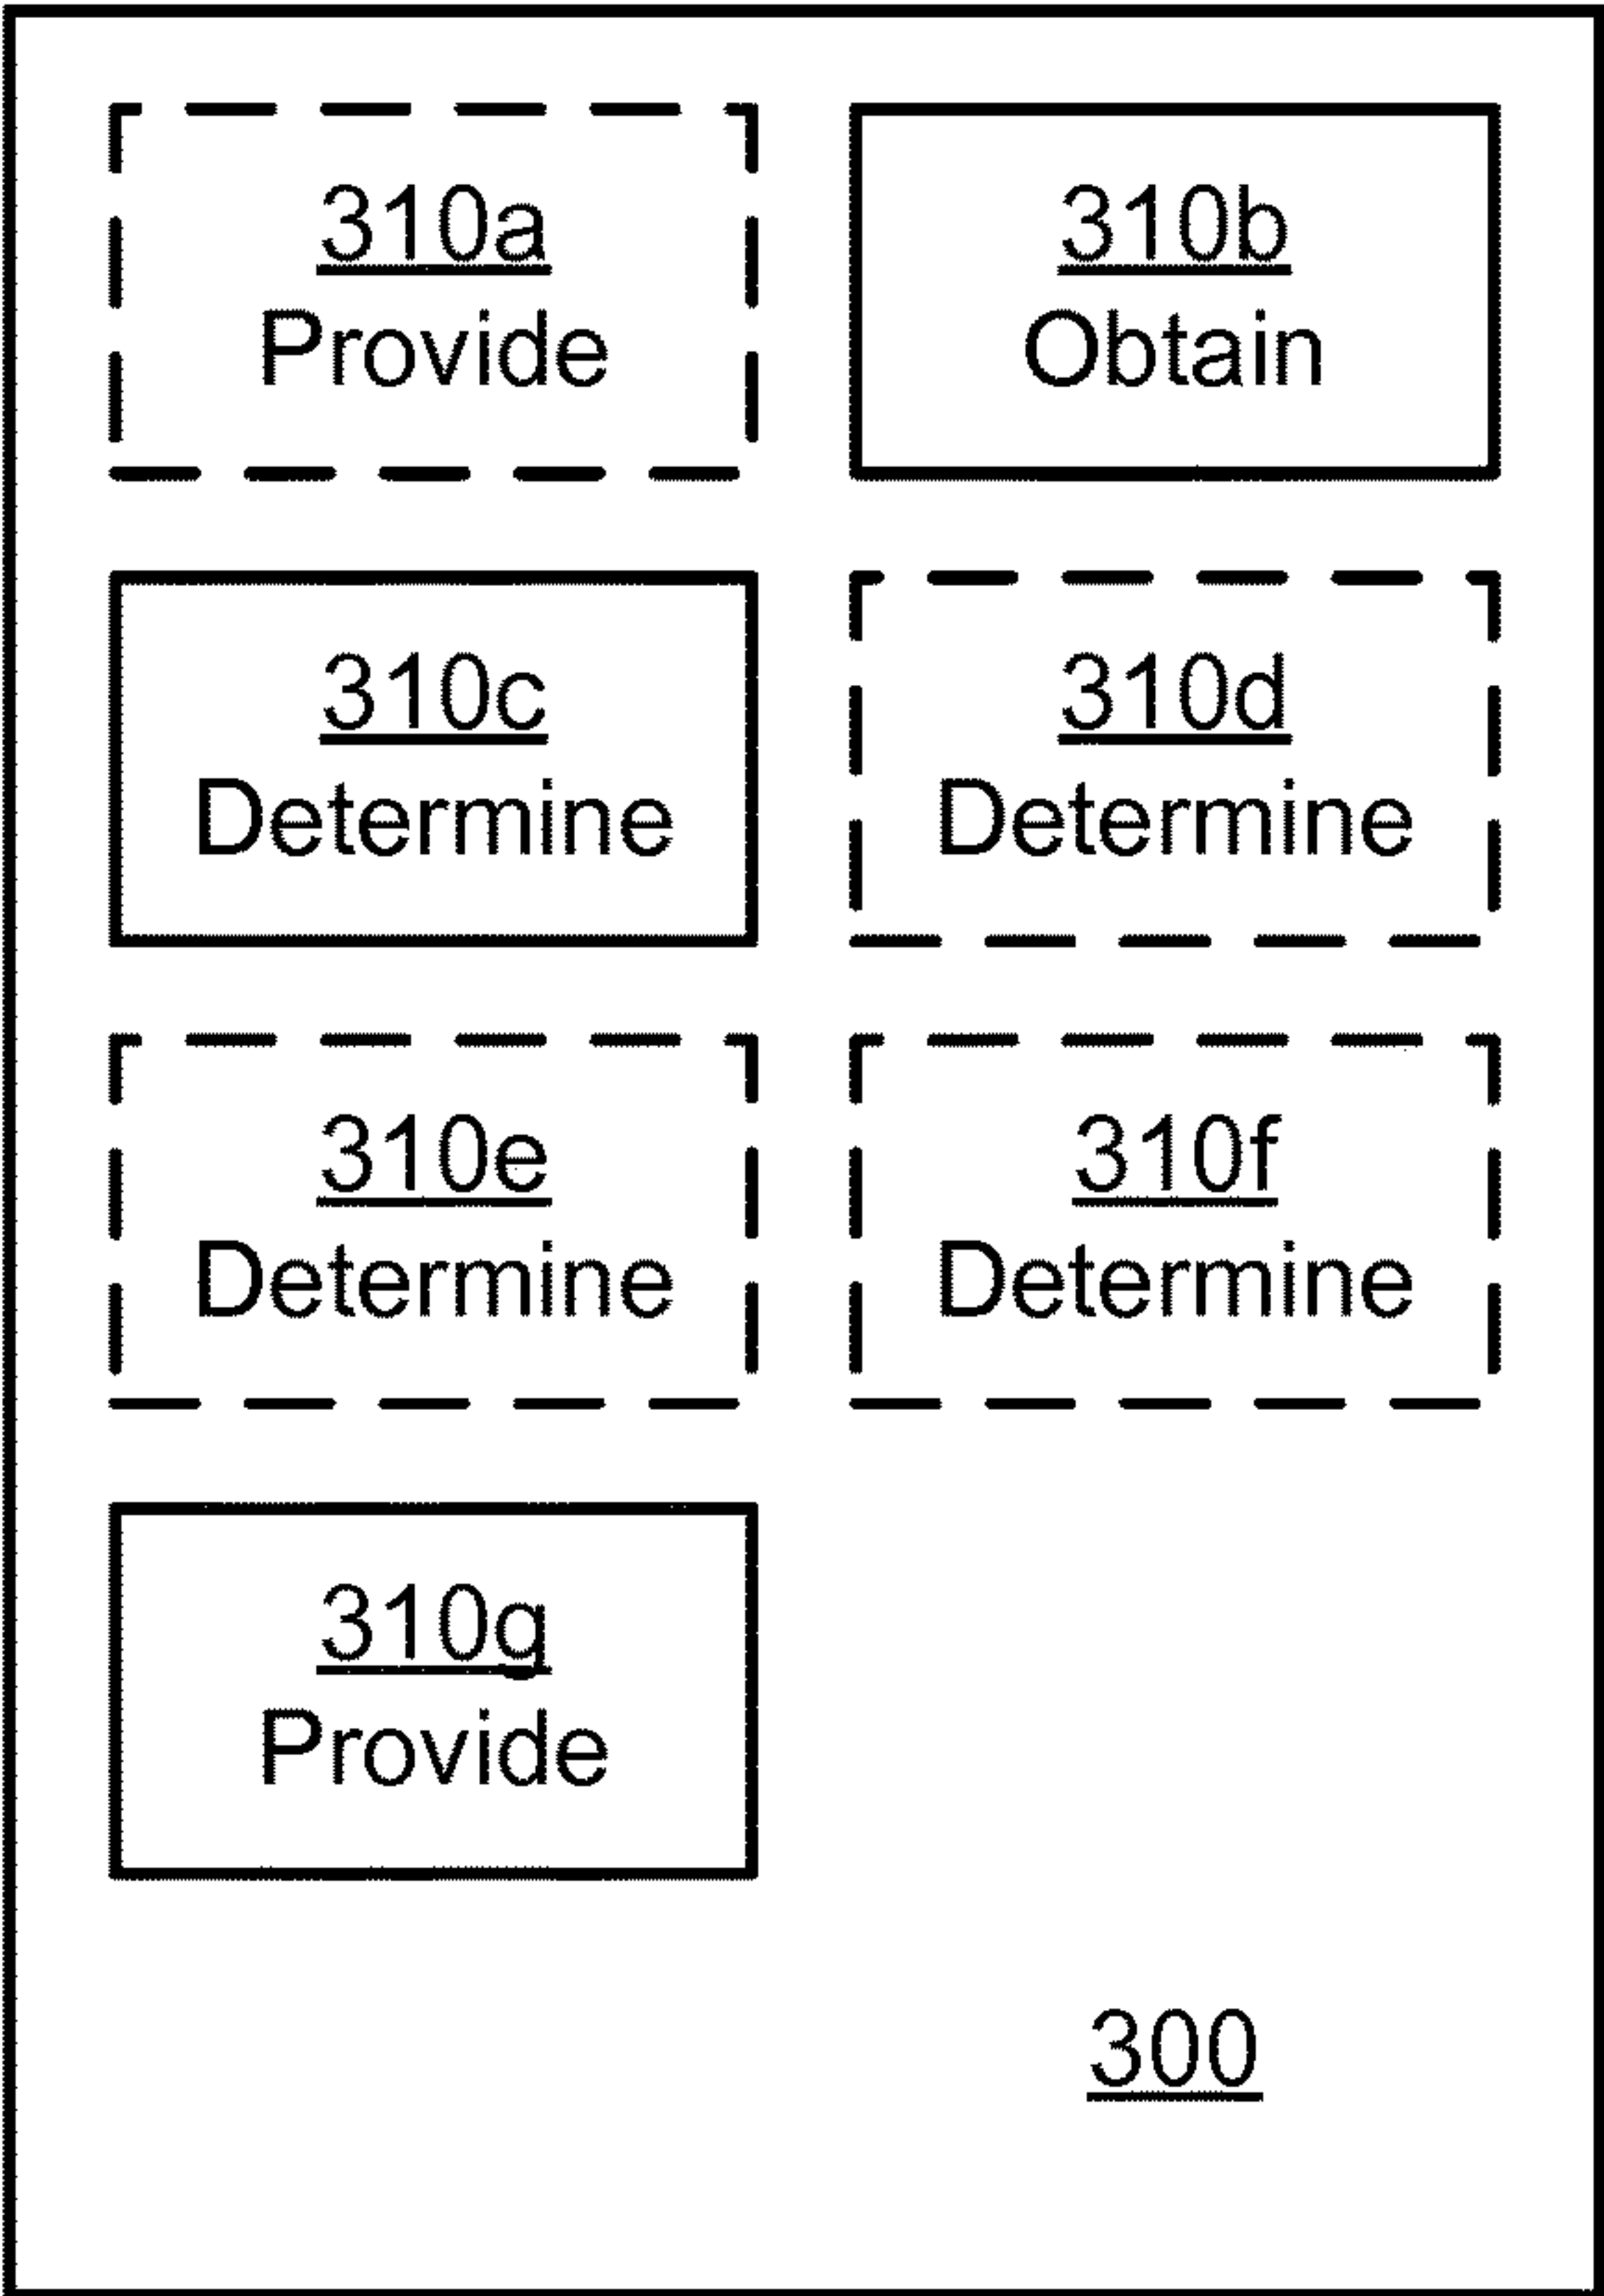 310a
Provide
310b
Obtain
310c
Determine
310d
Determine
310e
Determine
310f
Determine
310g
Provide
300